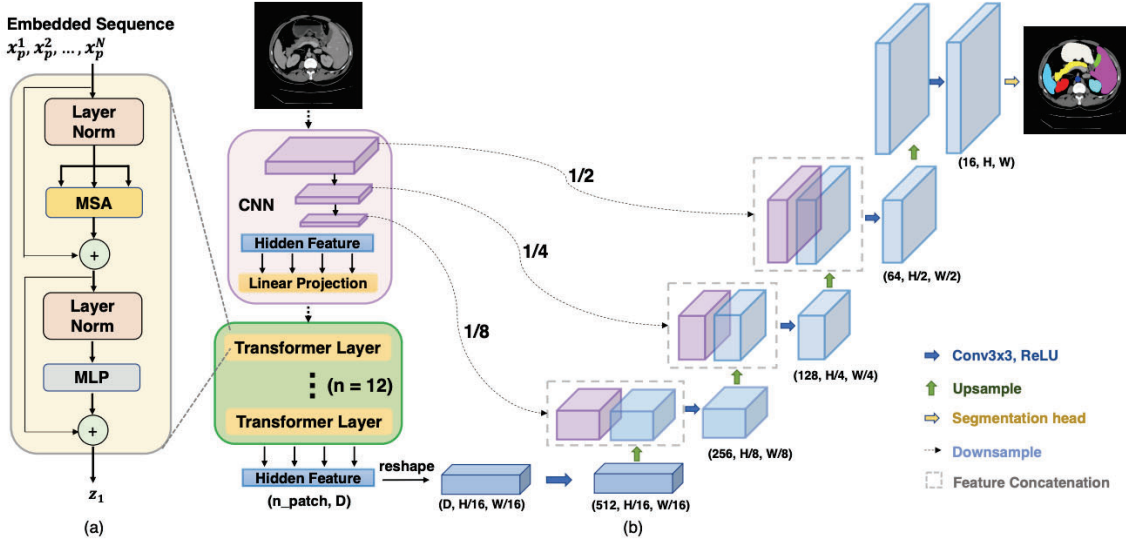 Embedded Sequence
x_p^1, x_p^2, ..., x_p^N
Layer
Norm
MSA
+
Layer
Norm
MLP
+
z_1
(a)
CNN
Hidden Feature
Linear Projection
Transformer Layer
(n = 12)
Transformer Layer
Hidden Feature
(n_patch, D)
reshape
(D, H/16, W/16)
(512, H/16, W/16)
(b)
1/2
1/4
1/8
(16, H, W)
(64, H/2, W/2)
(128, H/4, W/4)
(256, H/8, W/8)
Conv3x3, ReLU
Upsample
Segmentation head
Downsample
Feature Concatenation